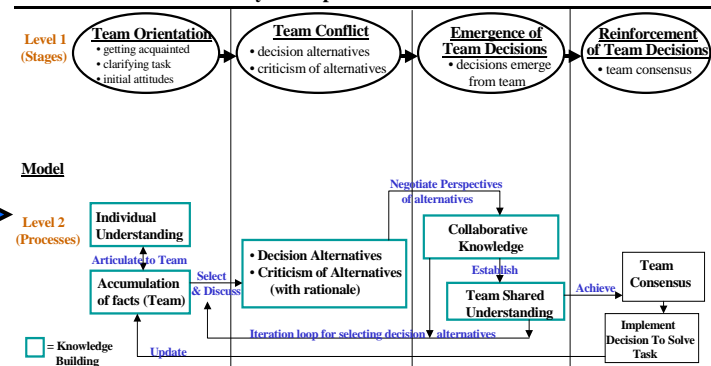 Level 1
(Stages)
Team Orientation
• getting acquainted
• clarifying task
• initial attitudes
Team Conflict
• decision alternatives
• criticism of alternatives
Emergence of
Team Decisions
• decisions emerge
from team
Reinforcement
of Team Decisions
• team consensus
Model
Level 2
(Processes)
Individual
Understanding
Articulate to Team
Accumulation
of facts (Team)
Select
& Discuss
• Decision Alternatives
• Criticism of Alternatives
(with rationale)
Negotiate Perspectives
of alternatives
Collaborative
Knowledge
Establish
Team Shared
Understanding
Achieve
Team
Consensus
Implement
Decision To Solve
Task
Iteration loop for selecting decision alternatives
Update
= Knowledge
Building